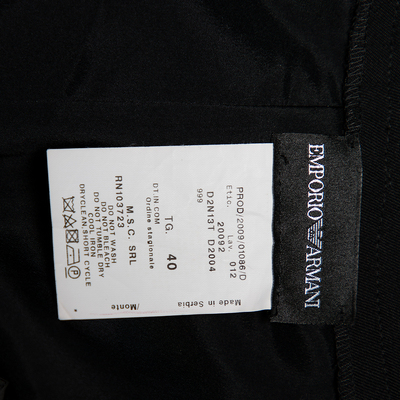 EMPORIO ARMANI
PROD/2009/01086/D
Etic. Lav. 012
20092
D2N13T D2004
999
Made in Serbia
TG. 40
DT.IN.COM.
Ordine stagionale
/Monte
M.S.C. SRL
RN103723
DO NOT WASH
DO NOT BLEACH
DO NOT TUMBLE DRY
COOL IRON
DRYCLEAN SHORT CYCLE